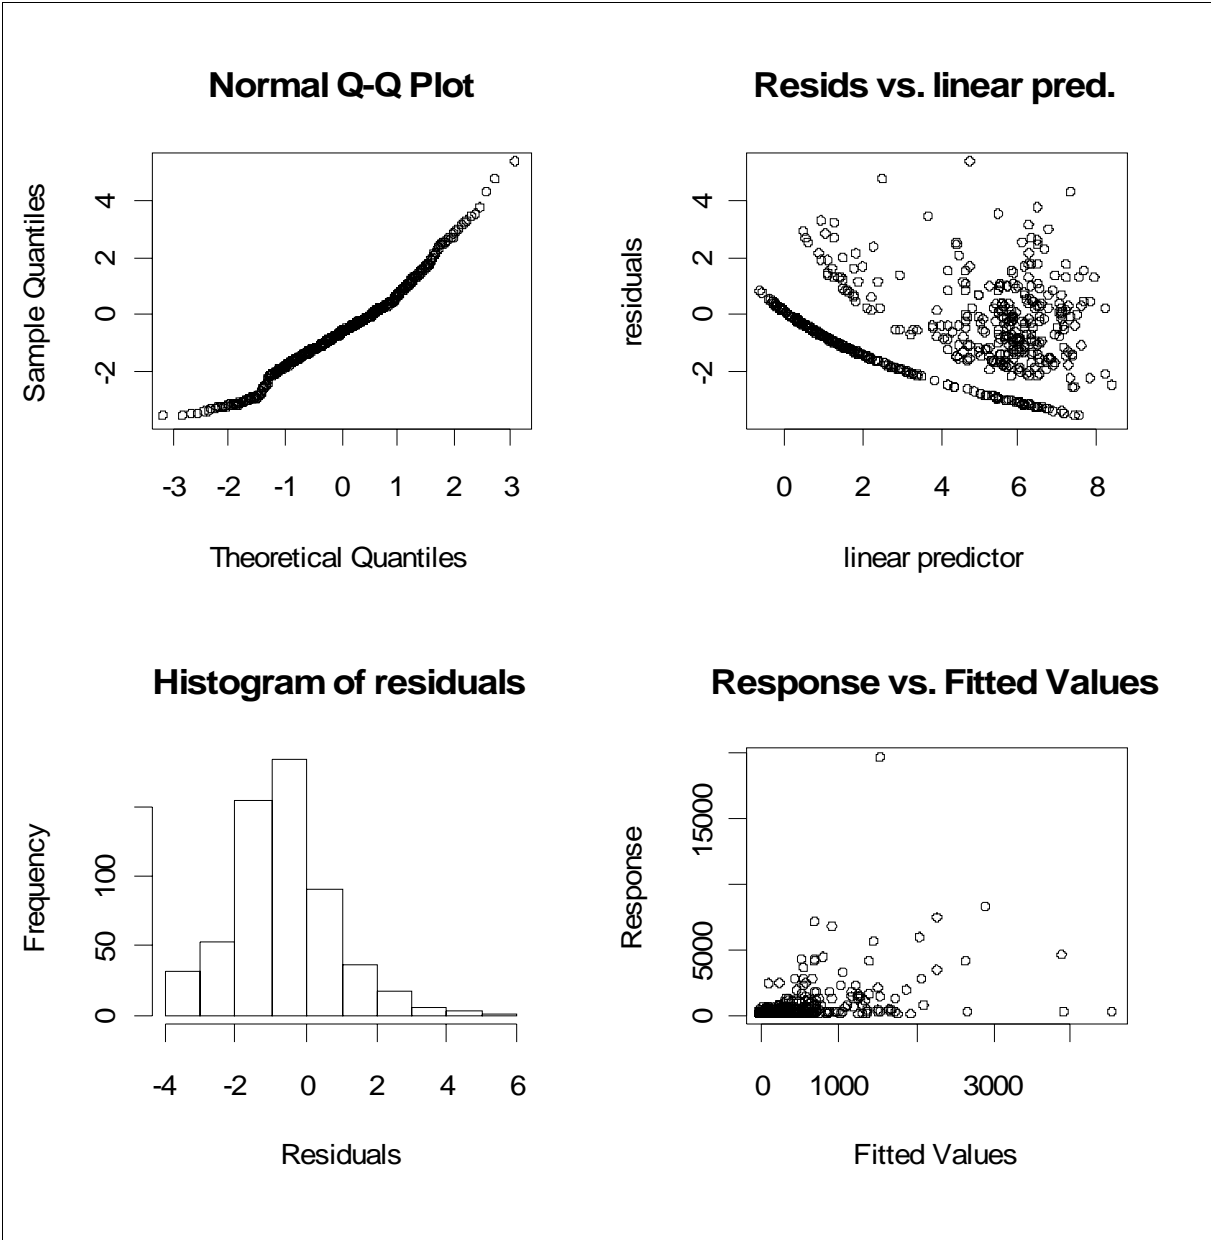 Normal Q-Q Plot
Sample Quantiles
4
2
0
-2
-3 -2 -1 0 1 2 3
Theoretical Quantiles
Resids vs. linear pred.
residuals
4
2
0
-2
0 2 4 6 8
linear predictor
Histogram of residuals
Frequency
100
50
0
-4 -2 0 2 4 6
Residuals
Response vs. Fitted Values
Response
15000
5000
0
0 1000 3000
Fitted Values